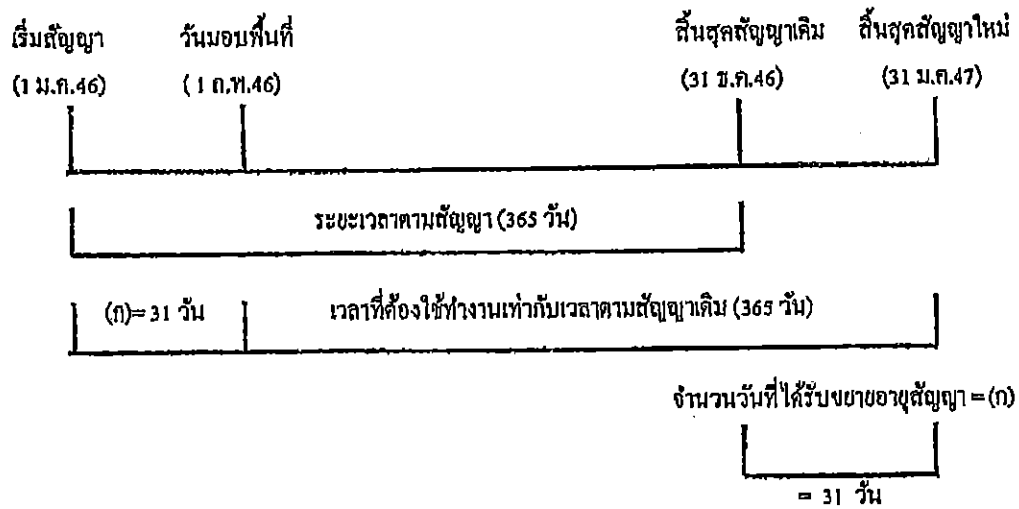 เริ่มสัญญา วันมอบพื้นที่ สิ้นสุดสัญญาเดิม สิ้นสุดสัญญาใหม่
(1 ม.ค.46) (1 ก.พ.46) (31 ธ.ค.46) (31 ม.ค.47)
ระยะเวลาตามสัญญา (365 วัน)
(ก)= 31 วัน เวลาที่ต้องใช้ทำงานเท่ากับเวลาตามสัญญาเดิม (365 วัน)
จำนวนวันที่ได้รับขยายอายุสัญญา = (ก)
= 31 วัน